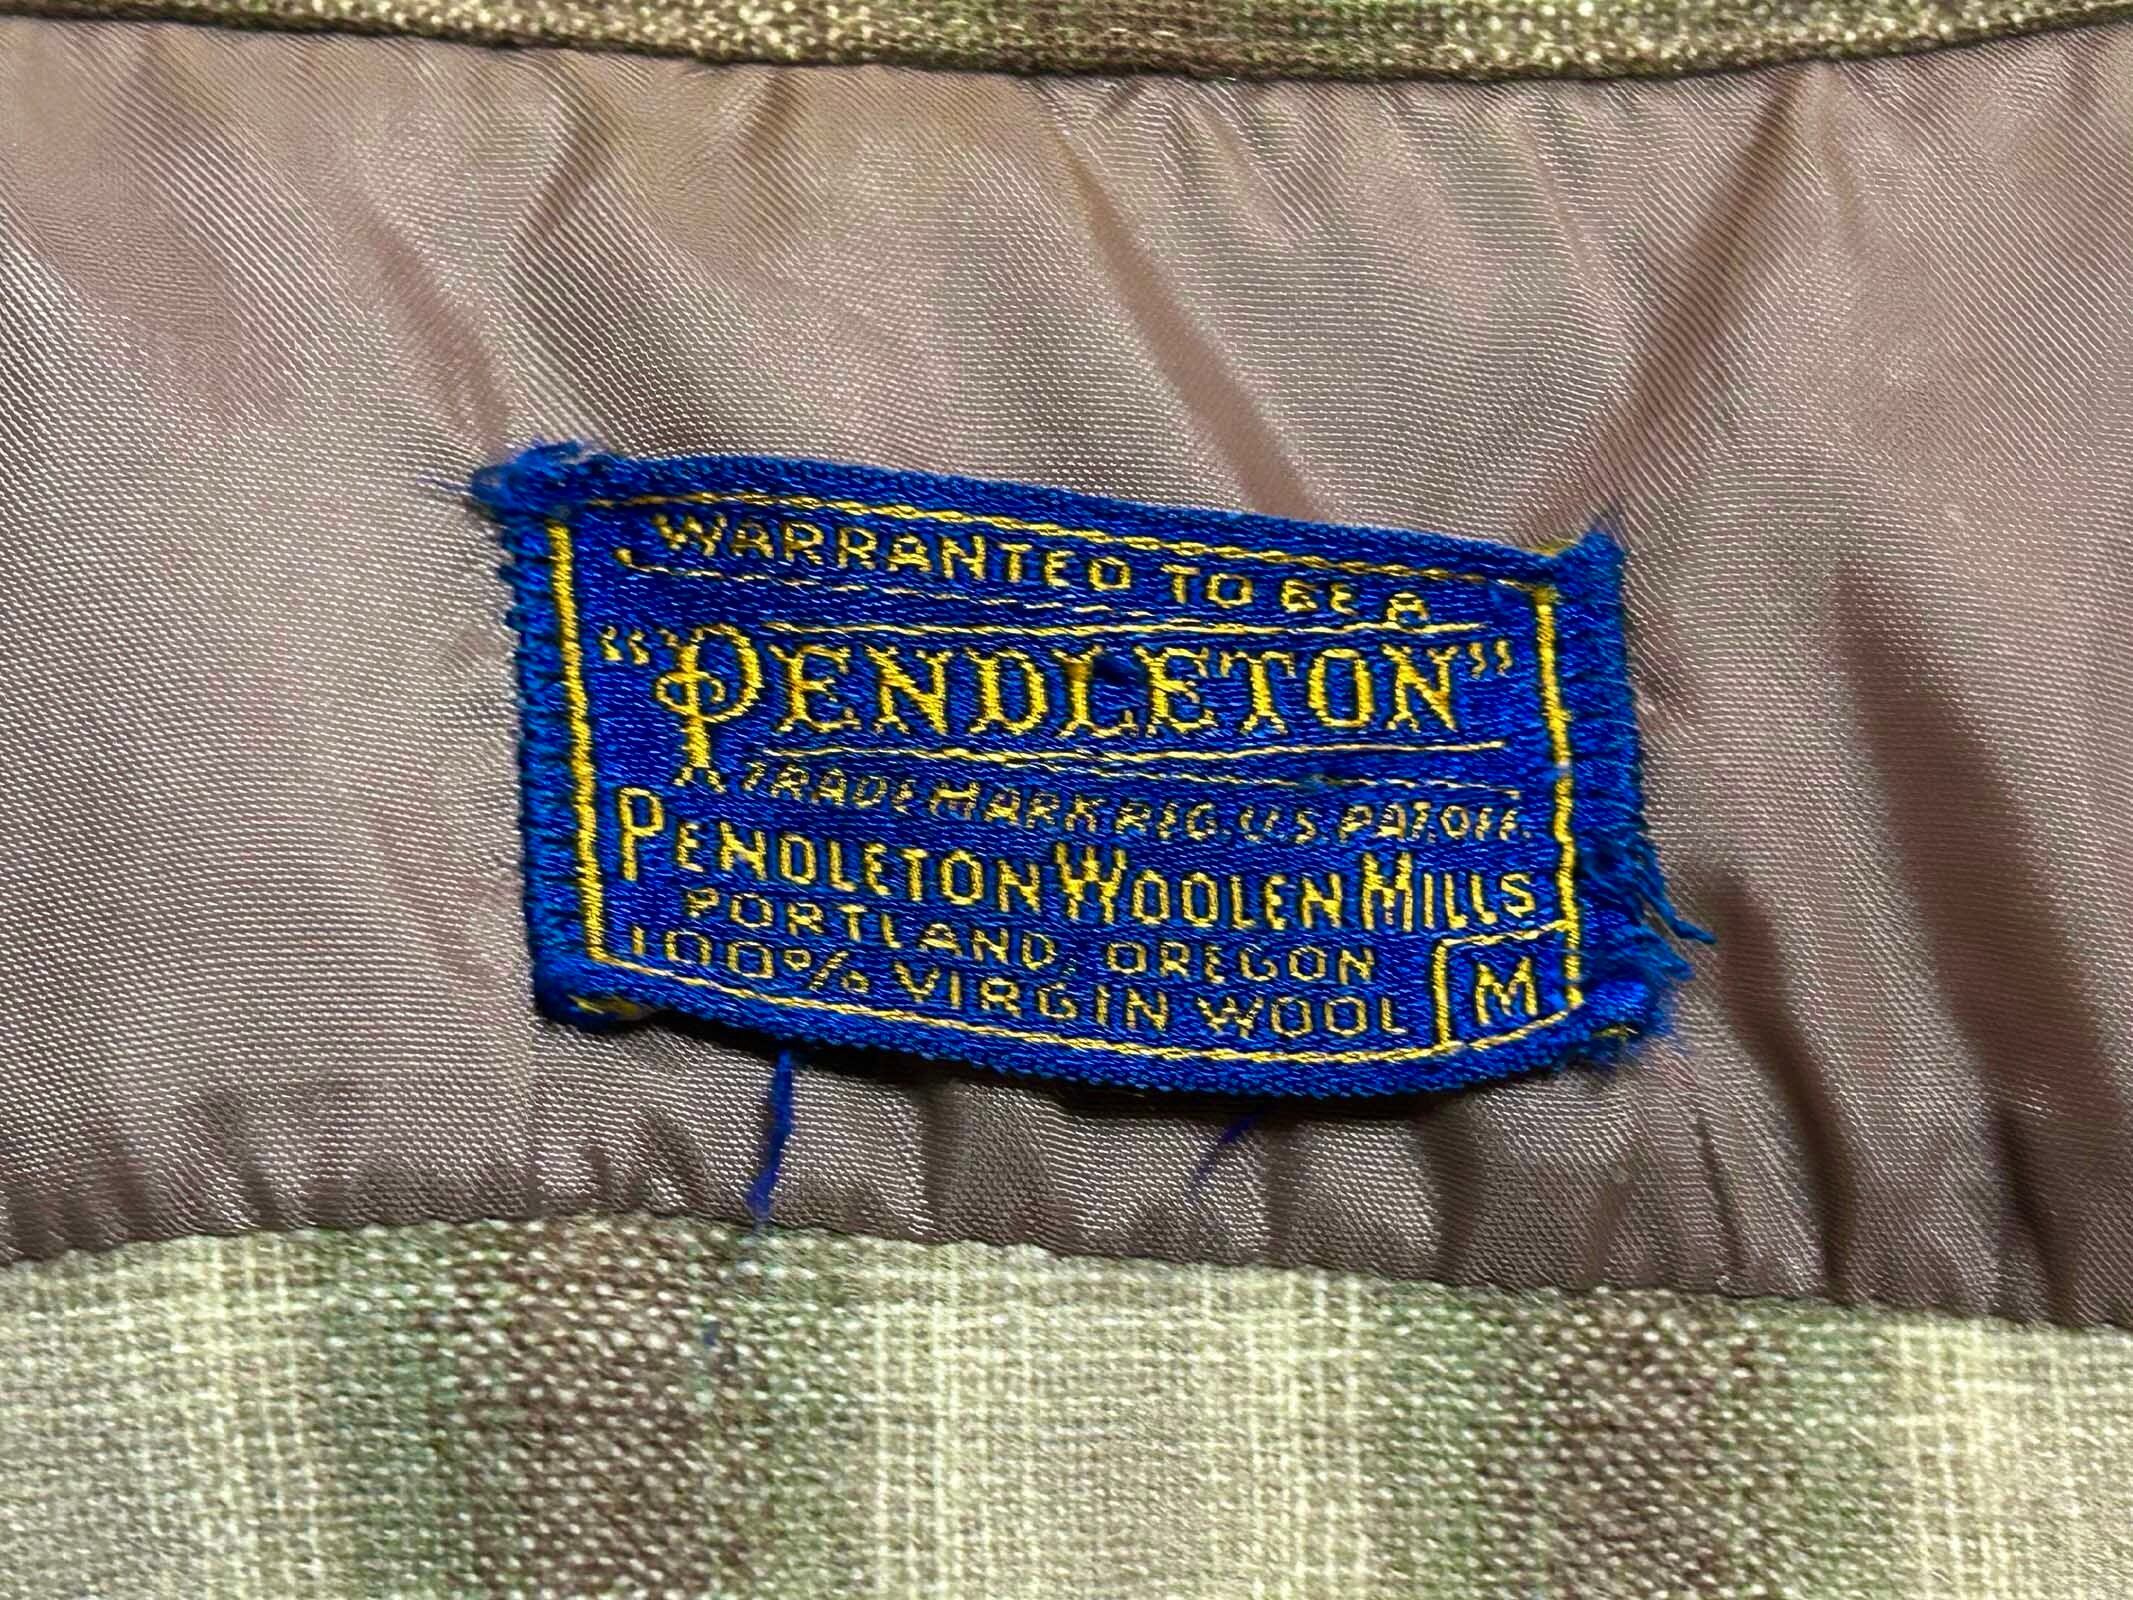 WARRANTED TO BE A
"PENDLETON"
TRADE MARK REG. U.S. PAT. OFF.
PENDLETON WOOLEN MILLS
PORTLAND, OREGON
100% VIRGIN WOOL
M